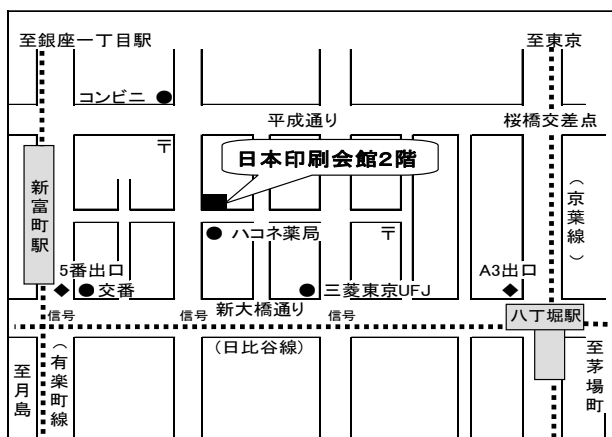 至銀座一丁目駅
至東京
コンビニ
平成通り
桜橋交差点
〒
日本印刷会館2階
新富町駅
(京葉線)
ハコネ薬局
〒
5番出口
A3出口
交番
三菱東京UFJ
信号
信号
新大橋通り
信号
八丁堀駅
(日比谷線)
至月島
(有楽町線)
至茅場町